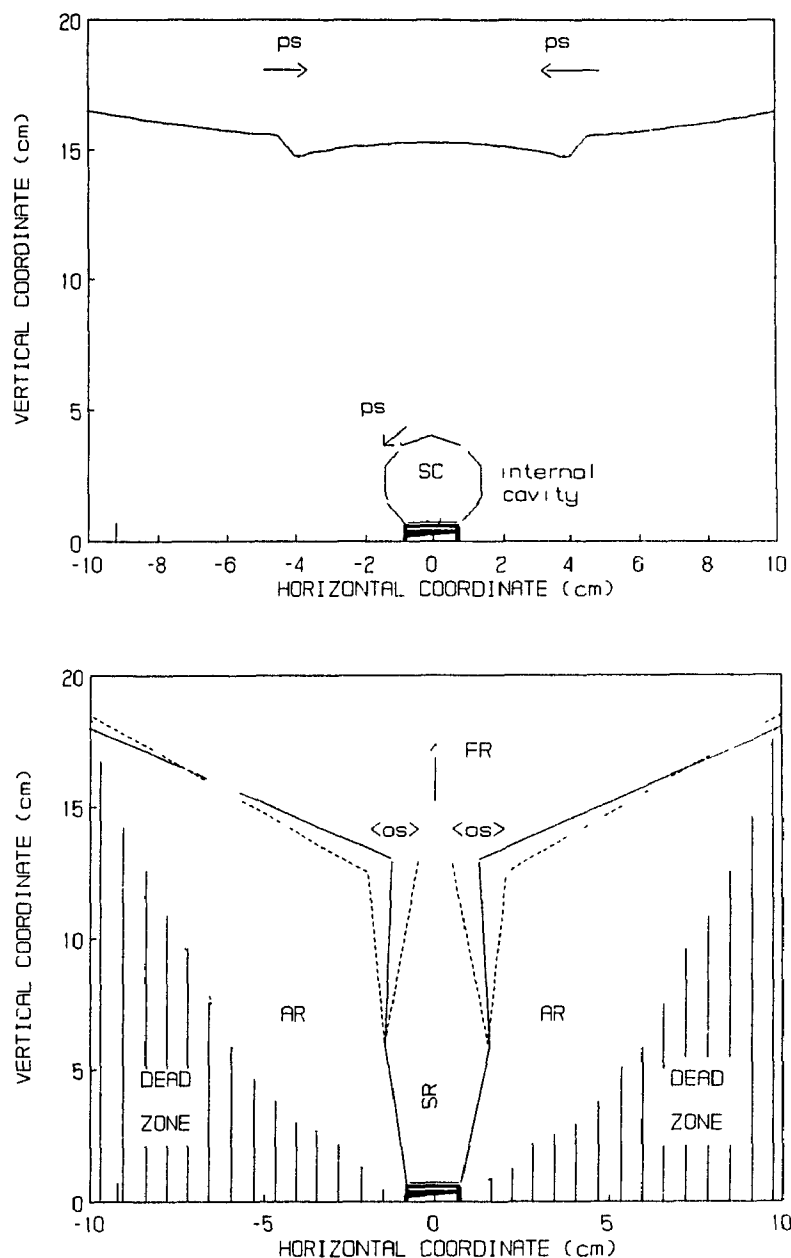 20
ps
ps
15
10
5
0
VERTICAL COORDINATE (cm)
ps
SC
internal
cavity
-10 -8 -6 -4 -2 0 2 4 6 8 10
HORIZONTAL COORDINATE (cm)
20
15
10
5
0
VERTICAL COORDINATE (cm)
FR
<os> <os>
AR
AR
SR
DEAD
ZONE
DEAD
ZONE
-10 -5 0 5 10
HORIZONTAL COORDINATE (cm)